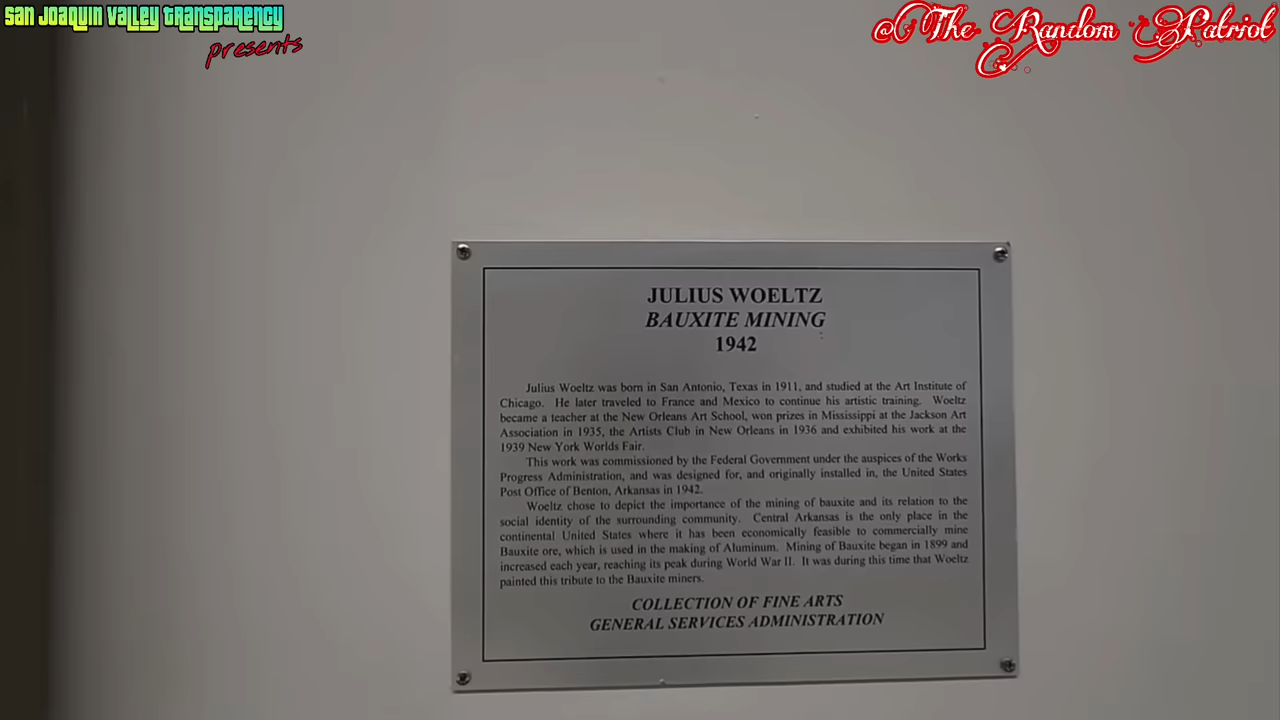 SAN JOAQUIN VALLEY TRANSPARENCY
presents
@The Random Patriot
JULIUS WOELTZ
BAUXITE MINING
1942
Julius Woeltz was born in San Antonio, Texas in 1911, and studied at the Art Institute of
Chicago. He later traveled to France and Mexico to continue his artistic training. Woeltz
became a teacher at the New Orleans Art School, won prizes in Mississippi at the Jackson Art
Association in 1935, the Artists Club in New Orleans in 1936 and exhibited his work at the
1939 New York Worlds Fair.
This work was commissioned by the Federal Government under the auspices of the Works
Progress Administration, and was designed for, and originally installed in, the United States
Post Office of Benton, Arkansas in 1942.
Woeltz chose to depict the importance of the mining of bauxite and its relation to the
social identity of the surrounding community. Central Arkansas is the only place in the
continental United States where it has been economically feasible to commercially mine
Bauxite ore, which is used in the making of Aluminum. Mining of Bauxite began in 1899 and
increased each year, reaching its peak during World War II. It was during this time that Woeltz
painted this tribute to the Bauxite miners.
COLLECTION OF FINE ARTS
GENERAL SERVICES ADMINISTRATION